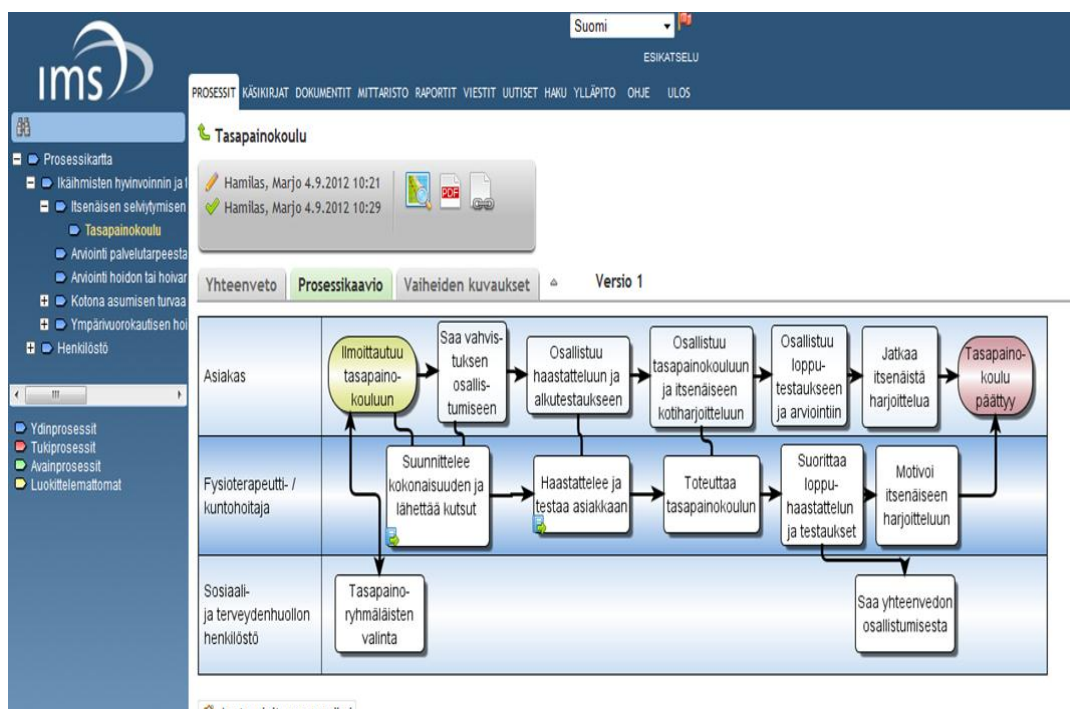 Suomi
ESIKATSELU
ims
PROSESSIT KÄSIKIRJAT DOKUMENTIT MITTARISTO RAPORTIT VIESTIT UUTISET HAKU YLLÄPITO OHJE ULOS
Tasapainokoulu
Hamilas, Marjo 4.9.2012 10:21
Hamilas, Marjo 4.9.2012 10:29
PDF
Prosessikartta
Ikäihmisten hyvinvoinnin ja
Itsenäisen selviytymisen
Tasapainokoulu
Arviointi palvelutarpeesta
Arviointi hoidon tai hoivar
Kotona asumisen turvaa
Ympärivuorokautisen hoi
Henkilöstö
Ydinprosessit
Tukiprosessit
Avainprosessit
Luokittelemattomat
Yhteenveto Prosessikaavio Vaiheiden kuvaukset Versio 1
Asiakas
Ilmoittautuu
tasapaino-
kouluun
Saa vahvis-
tuksen
osallis-
tumiseen
Osallistuu
haastatteluun ja
alkutestaukseen
Osallistuu
tasapainokouluun
ja itsenäiseen
kotiharjoitteluun
Osallistuu
loppu-
testaukseen
ja arviointiin
Jatkaa
itsenäistä
harjoittelua
Tasapaino-
koulu
päättyy
Fysioterapeutti- /
kuntohoitaja
Suunnittelee
kokonaisuuden ja
lähettää kutsut
Haastattelee ja
testaa asiakkaan
Toteuttaa
tasapainokoulun
Suorittaa
loppu-
haastattelun
ja testaukset
Motivoi
itsenäiseen
harjoitteluun
Sosiaali-
ja terveydenhuollon
henkilöstö
Tasapaino-
ryhmäläisten
valinta
Saa yhteenvedon
osallistumisesta